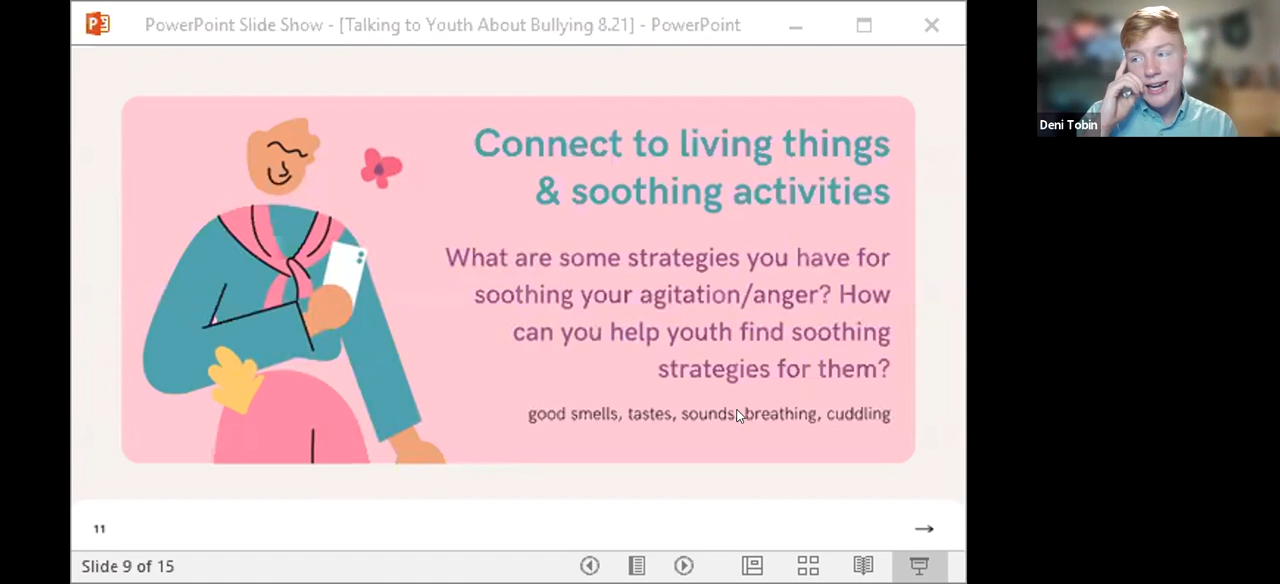 PowerPoint Slide Show - [Talking to Youth About Bullying 8.21] - PowerPoint
Deni Tobin
Connect to living things
& soothing activities
What are some strategies you have for
soothing your agitation/anger? How
can you help youth find soothing
strategies for them?
good smells, tastes, sounds, breathing, cuddling
11
Slide 9 of 15